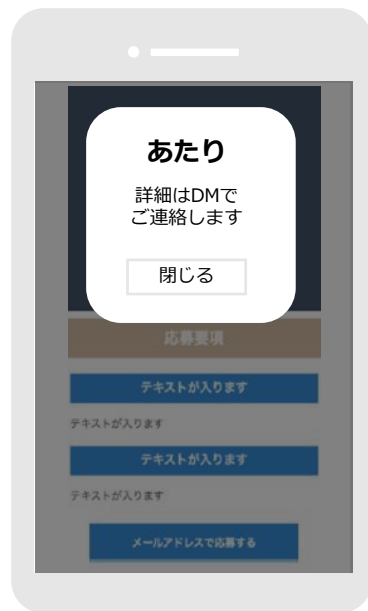 あたり
詳細はDMで
ご連絡します
閉じる
応募要項
テキストが入ります
テキストが入ります
テキストが入ります
テキストが入ります
メールアドレスで応募する